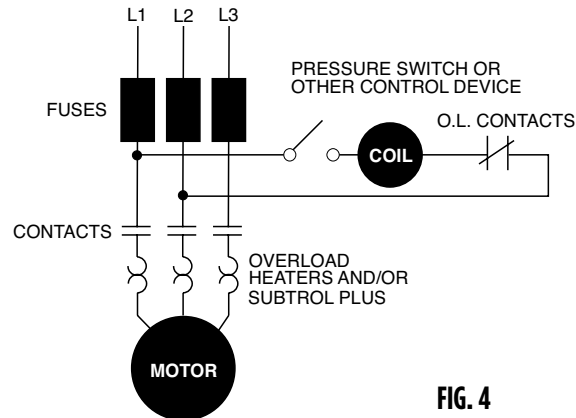 L1 L2 L3
FUSES
PRESSURE SWITCH OR
OTHER CONTROL DEVICE
O.L. CONTACTS
COIL
CONTACTS
OVERLOAD
HEATERS AND/OR
SUBTROL PLUS
MOTOR
FIG. 4